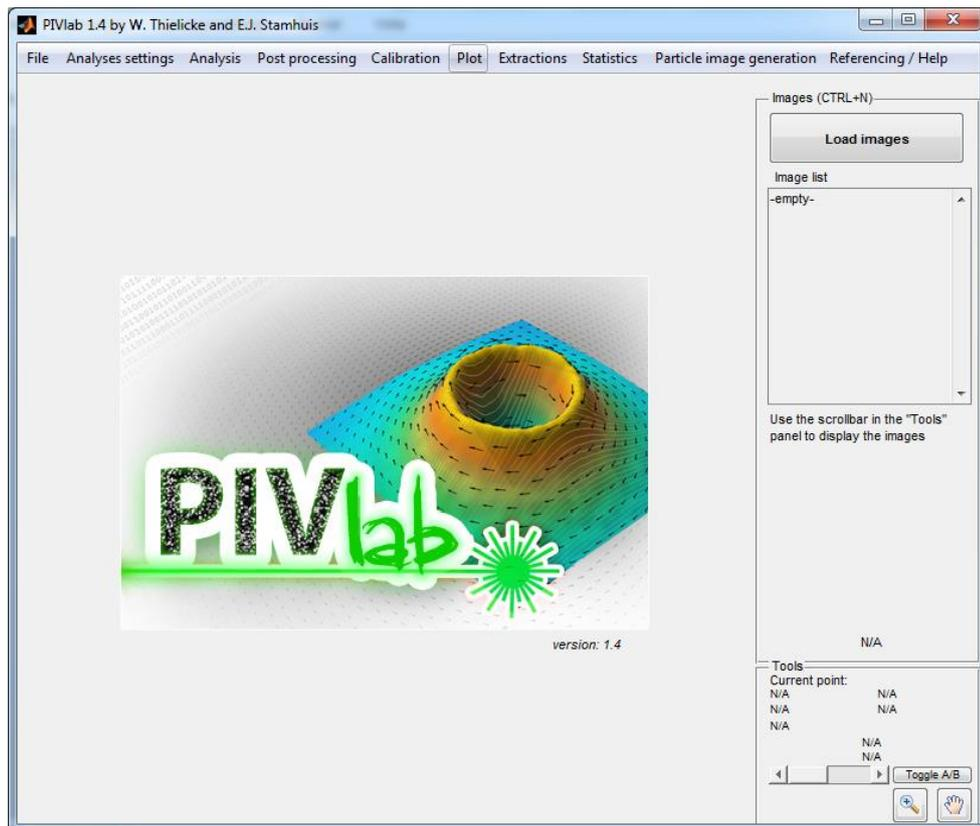 PIVlab 1.4 by W. Thielicke and E.J. Stamhuis
File Analyses settings Analysis Post processing Calibration Plot Extractions Statistics Particle image generation Referencing / Help
Images (CTRL+N)
Load images
Image list
-empty-
Use the scrollbar in the "Tools"
panel to display the images
PIVlab
version: 1.4
N/A
Tools
Current point:
N/A N/A
N/A N/A
N/A
N/A
N/A
Toggle A/B